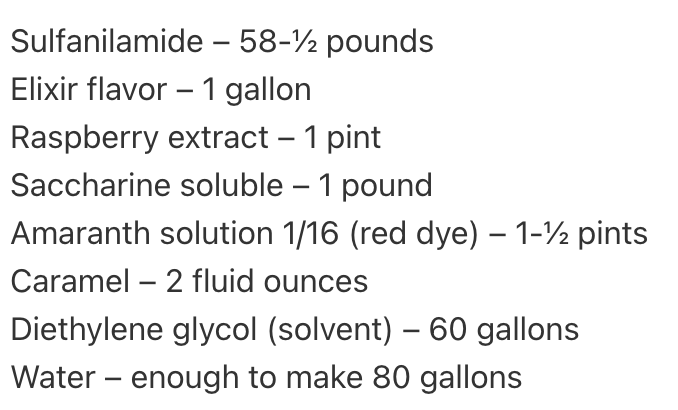 Sulfanilamide – 58-½ pounds
Elixir flavor – 1 gallon
Raspberry extract – 1 pint
Saccharine soluble – 1 pound
Amaranth solution 1/16 (red dye) – 1-½ pints
Caramel – 2 fluid ounces
Diethylene glycol (solvent) – 60 gallons
Water – enough to make 80 gallons